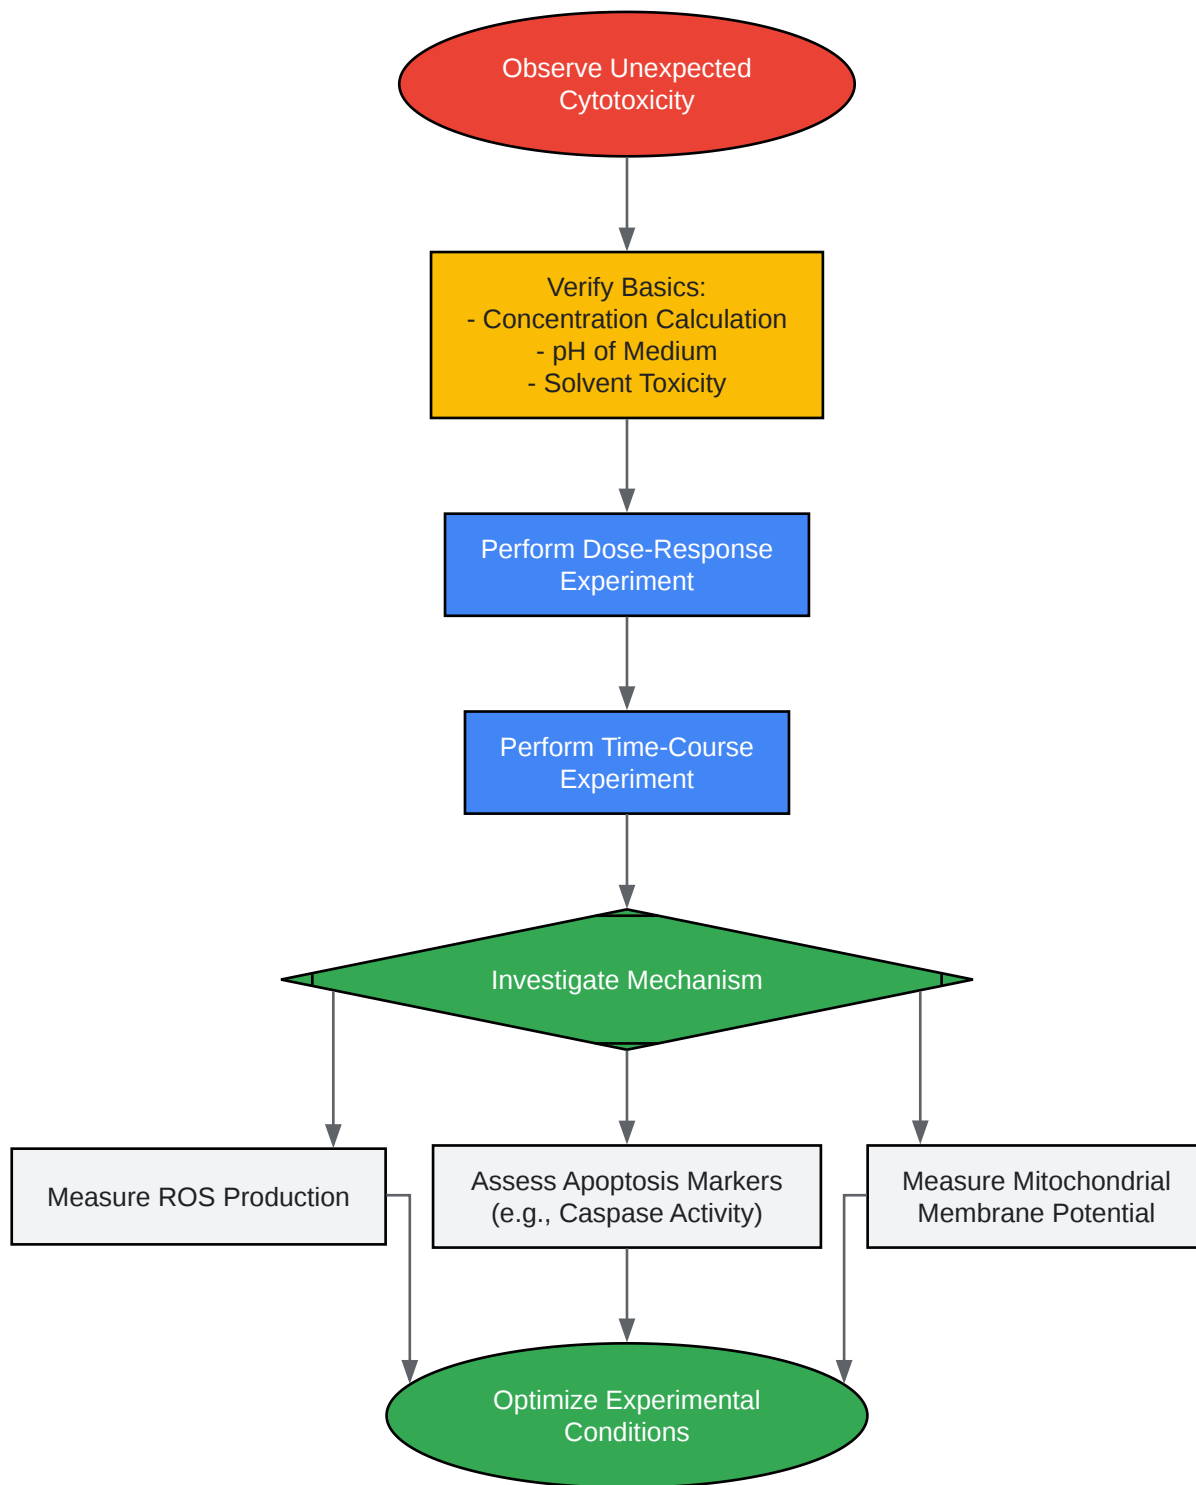 Observe Unexpected
Cytotoxicity
Verify Basics:
- Concentration Calculation
- pH of Medium
- Solvent Toxicity
Perform Dose-Response
Experiment
Perform Time-Course
Experiment
Investigate Mechanism
Measure ROS Production
Assess Apoptosis Markers
(e.g., Caspase Activity)
Measure Mitochondrial
Membrane Potential
Optimize Experimental
Conditions